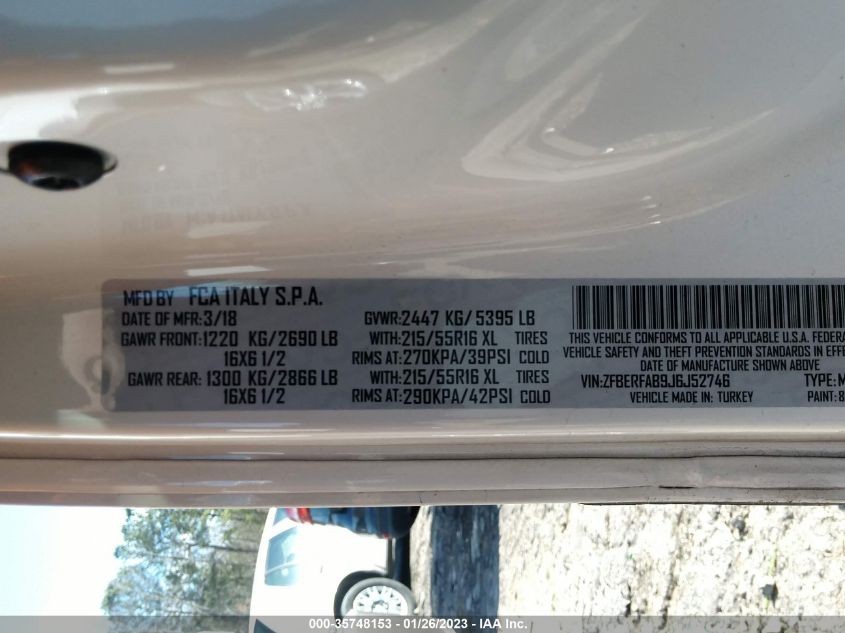 MFD BY FCA ITALY S.P.A.
DATE OF MFR: 3/18 GVWR: 2447 KG/ 5395 LB
GAWR FRONT: 1220 KG/2690 LB WITH: 215/55R16 XL TIRES
16X6 1/2 RIMS AT: 270KPA/39PSI COLD
GAWR REAR: 1300 KG/2866 LB WITH: 215/55R16 XL TIRES
16X6 1/2 RIMS AT: 290KPA/42PSI COLD
THIS VEHICLE CONFORMS TO ALL APPLICABLE U.S.A. FEDERA
VEHICLE SAFETY AND THEFT PREVENTION STANDARDS IN EFFE
DATE OF MANUFACTURE SHOWN ABOVE
VIN: ZFBERFAB9J6J52746 TYPE: M
VEHICLE MADE IN: TURKEY PAINT: 8
000-35748153 - 01/26/2023 - IAA Inc.